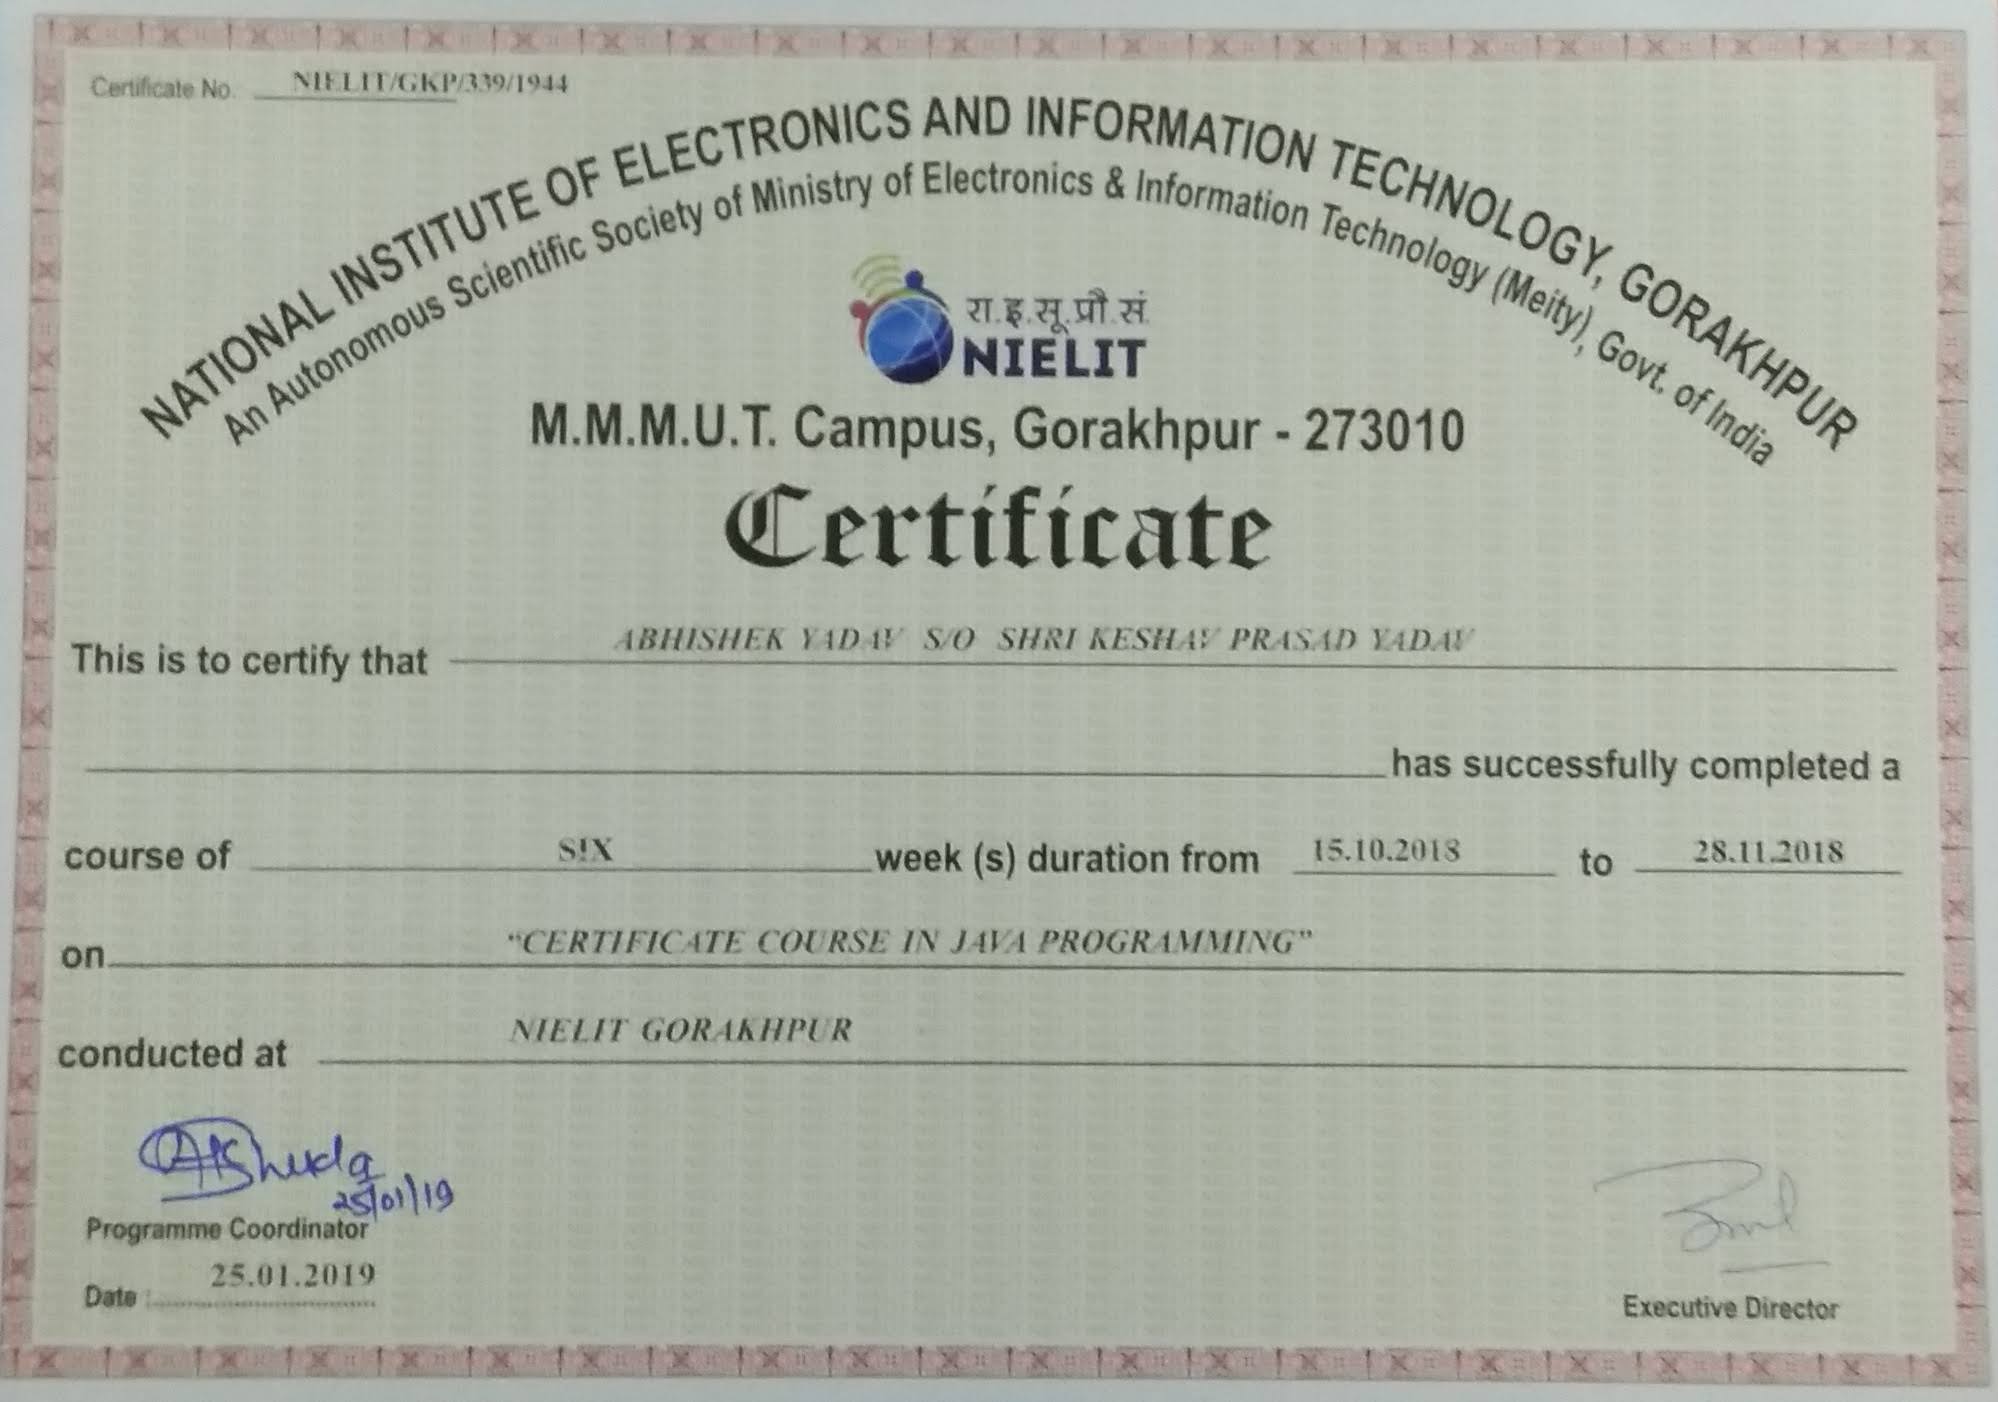 Certificate No. NIELIT/GKP/339/1944
NATIONAL INSTITUTE OF ELECTRONICS AND INFORMATION TECHNOLOGY, GORAKHPUR
An Autonomous Scientific Society of Ministry of Electronics & Information Technology (Meity), Govt. of India
रा.इ.सू.प्रौ.सं.
NIELIT
M.M.M.U.T. Campus, Gorakhpur - 273010
Certificate
This is to certify that ABHISHEK YADAV S/O SHRI KESHAV PRASAD YADAV
has successfully completed a
course of SIX week (s) duration from 15.10.2018 to 28.11.2018
on "CERTIFICATE COURSE IN JAVA PROGRAMMING"
conducted at NIELIT GORAKHPUR
25/01/19
Programme Coordinator
Date : 25.01.2019
Executive Director